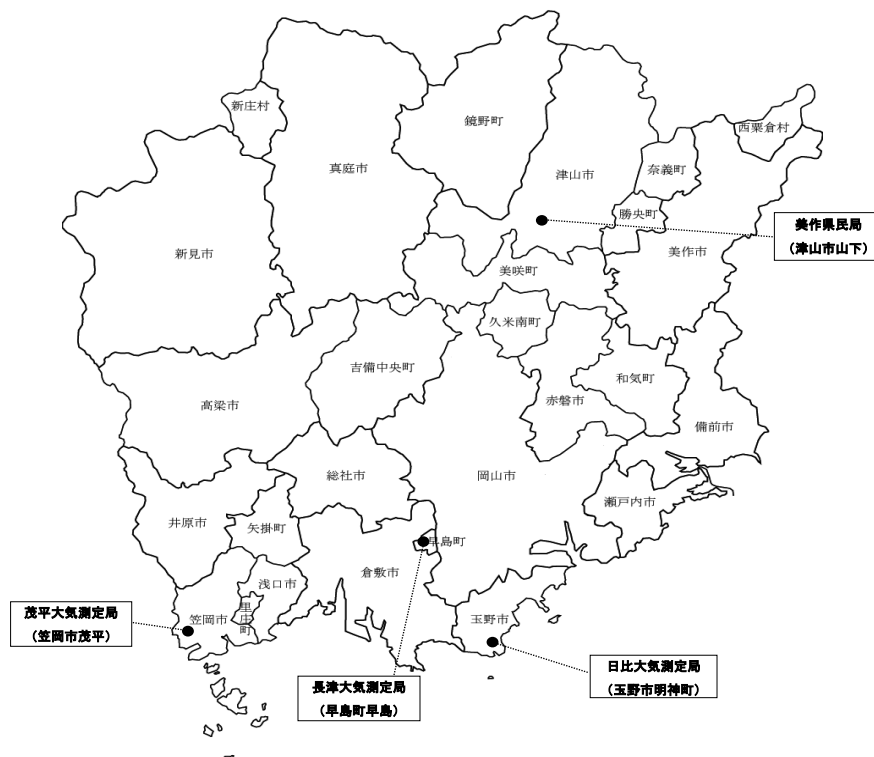 新庄村
鏡野町
西粟倉村
真庭市
津山市
奈義町
勝央町
美作県民局
（津山市山下）
新見市
美作市
美咲町
久米南町
吉備中央町
和気町
高梁市
赤磐市
備前市
総社市
岡山市
瀬戸内市
井原市
矢掛町
早島町
倉敷市
浅口市
里庄町
笠岡市
玉野市
茂平大気測定局
（笠岡市茂平）
長津大気測定局
（早島町早島）
日比大気測定局
（玉野市明神町）